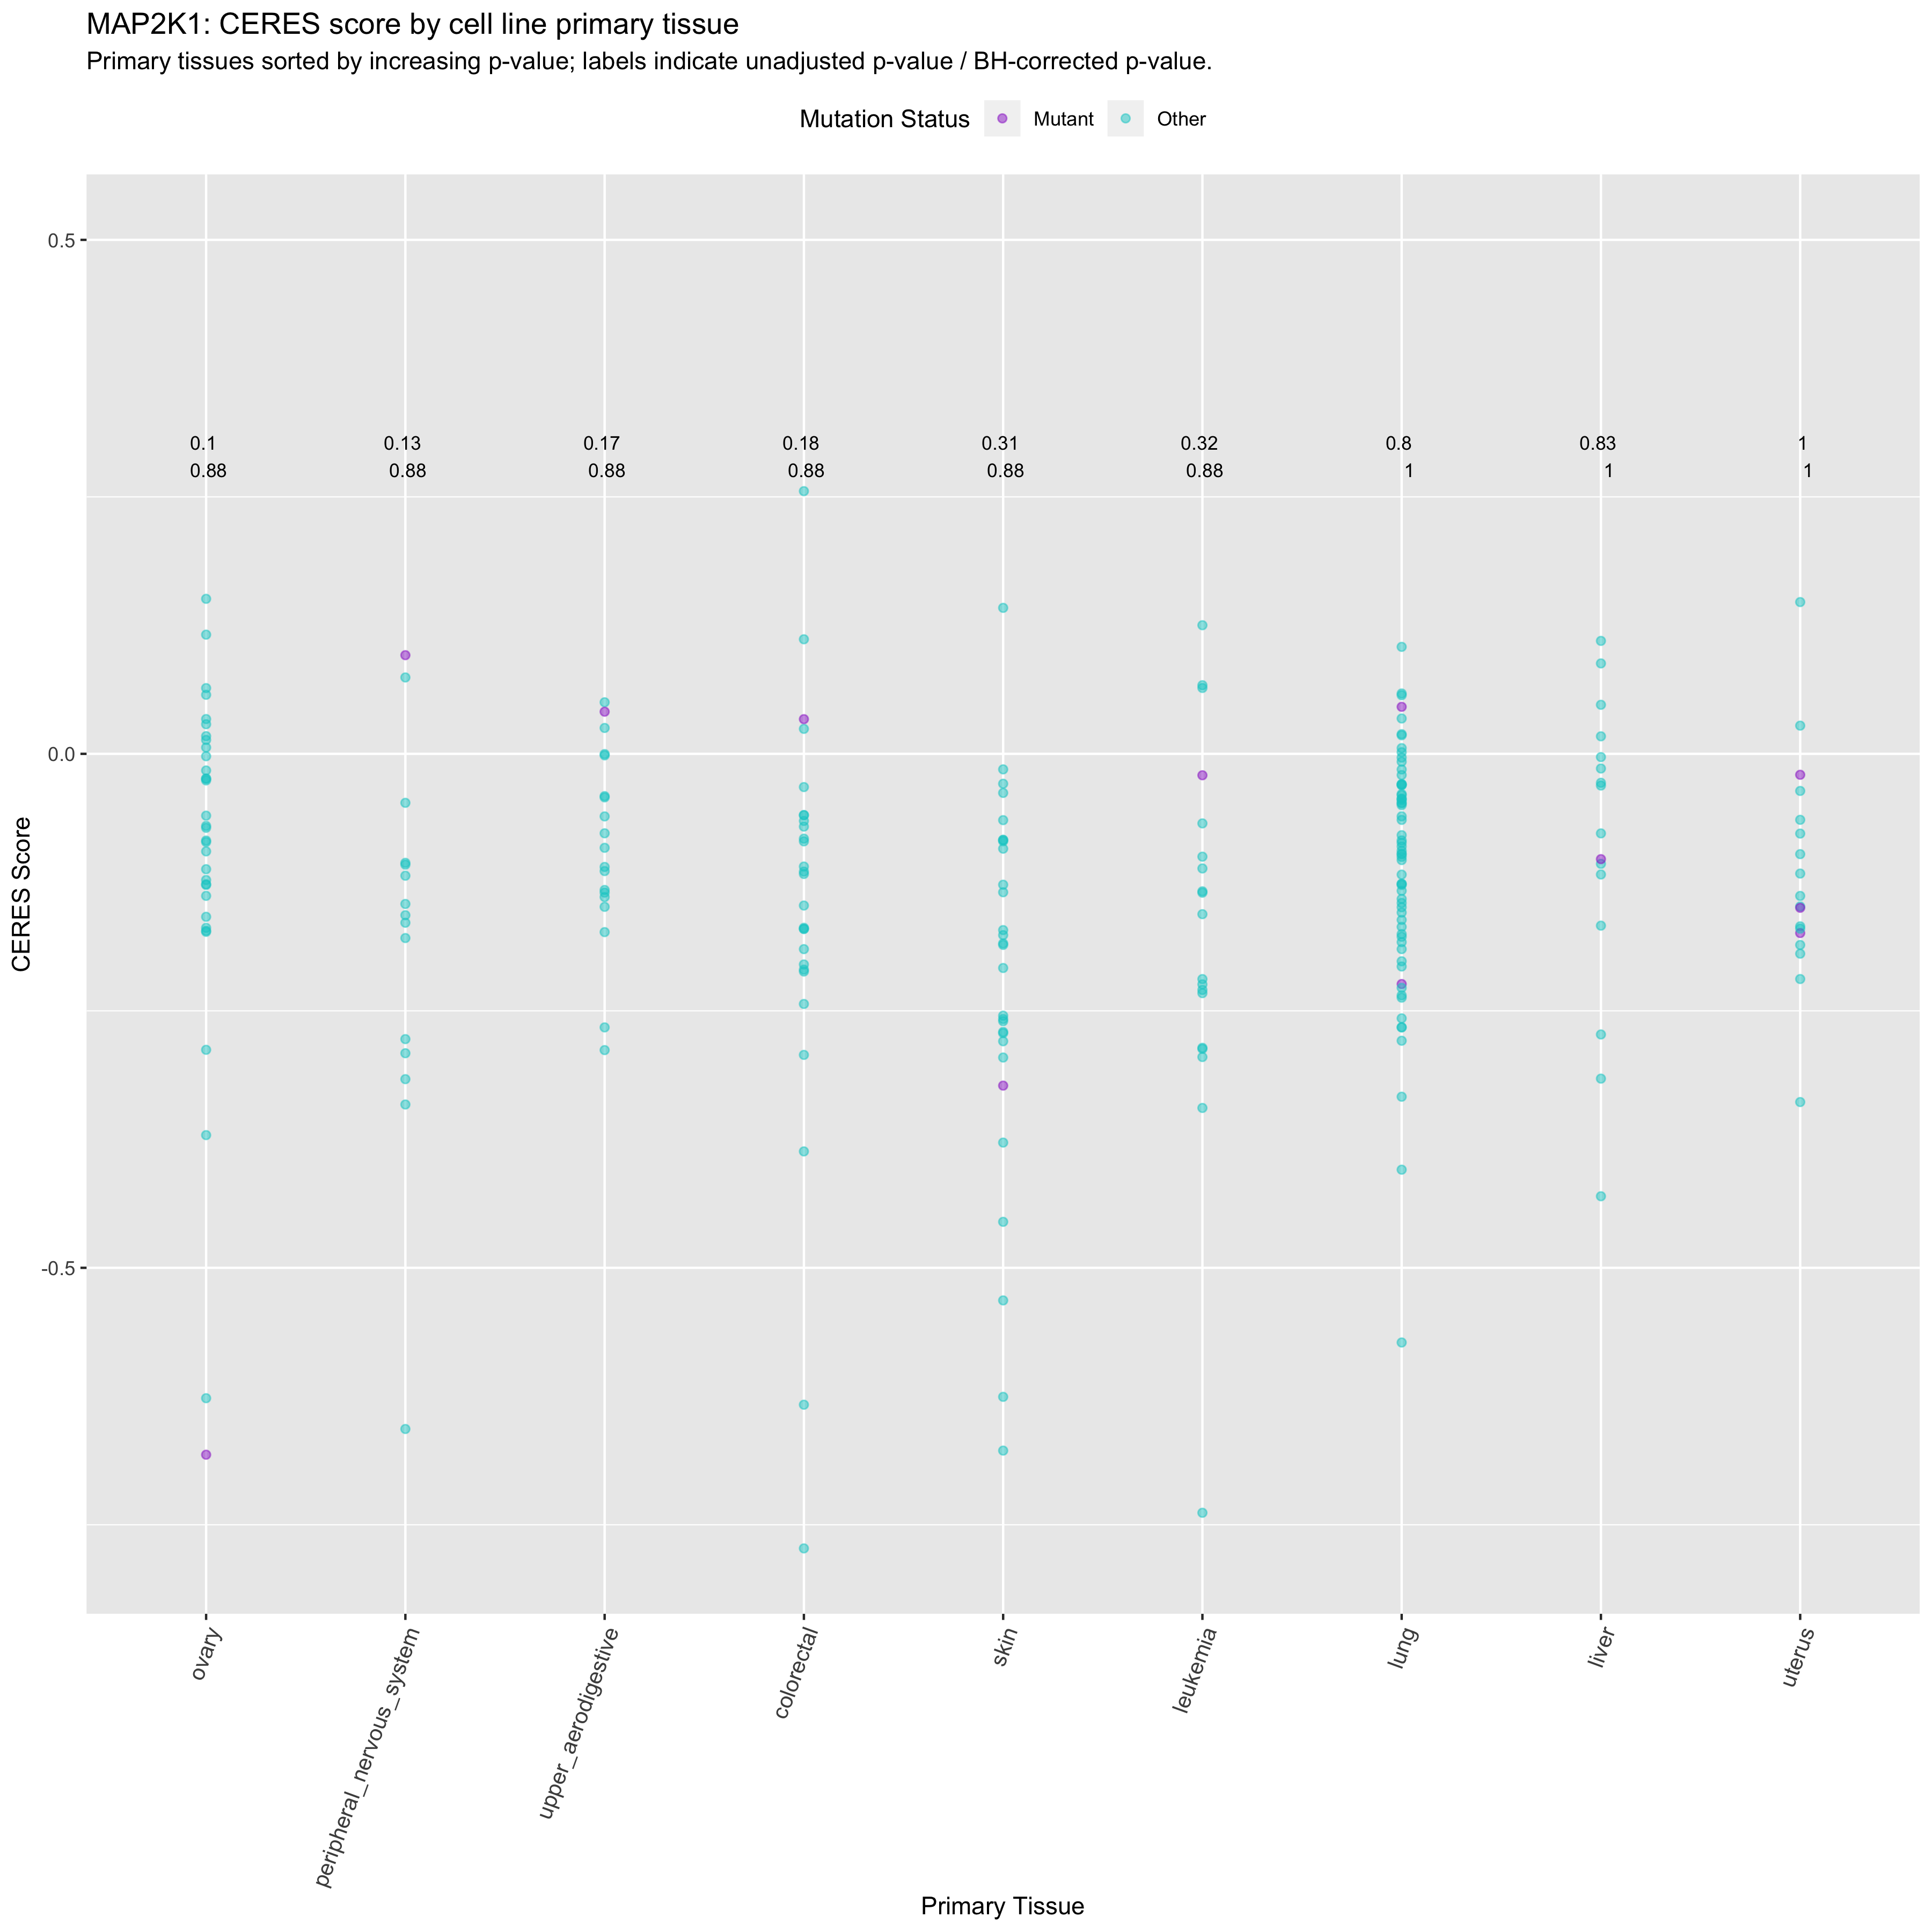 MAP2K1: CERES score by cell line primary tissue
Primary tissues sorted by increasing p-value; labels indicate unadjusted p-value / BH-corrected p-value.
Mutation Status Mutant Other
0.5
0.1 0.13 0.17 0.18 0.31 0.32 0.8 0.83 1
0.88 0.88 0.88 0.88 0.88 0.88 1 1 1
0.0
CERES Score
-0.5
ovary peripheral_nervous_system upper_aerodigestive colorectal skin leukemia lung liver uterus
Primary Tissue